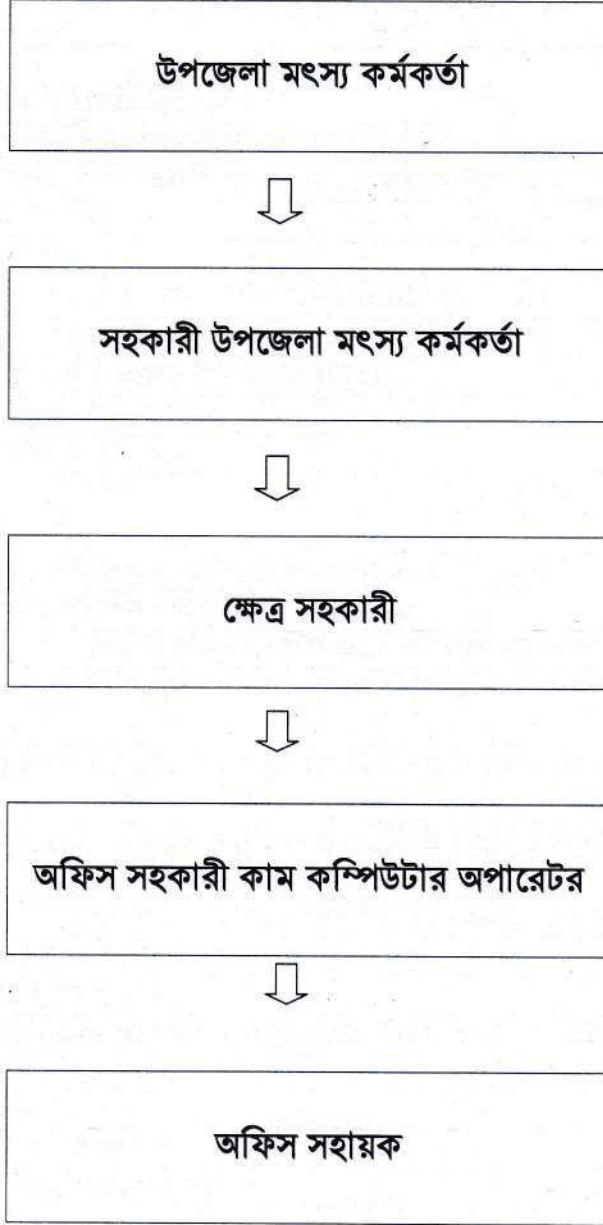 উপজেলা মৎস্য কর্মকর্তা
সহকারী উপজেলা মৎস্য কর্মকর্তা
ক্ষেত্র সহকারী
অফিস সহকারী কাম কম্পিউটার অপারেটর
অফিস সহায়ক